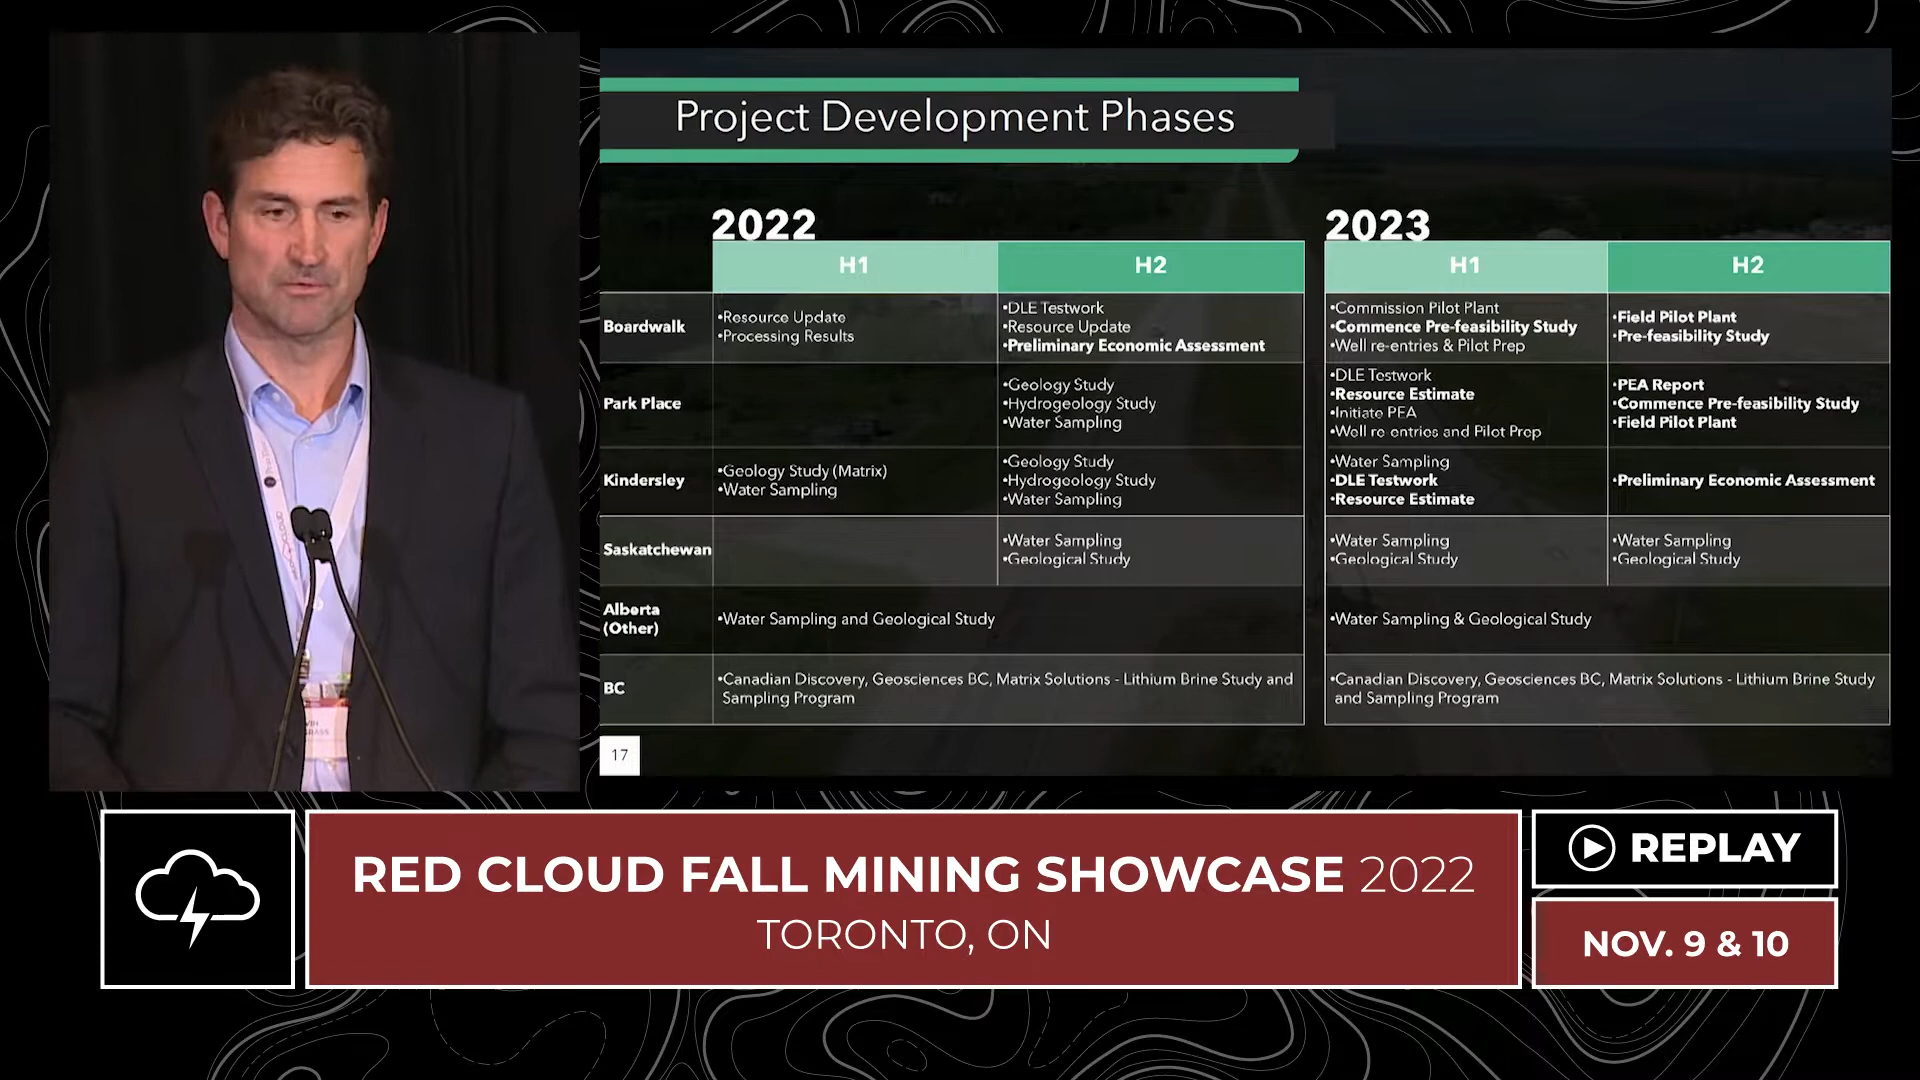 Project Development Phases
2022
2023
H1
H2
H1
H2
Boardwalk
•Resource Update
•Processing Results
•DLE Testwork
•Resource Update
•Preliminary Economic Assessment
•Commission Pilot Plant
•Commence Pre-feasibility Study
•Well re-entries & Pilot Prep
•Field Pilot Plant
•Pre-feasibility Study
Park Place
•Geology Study
•Hydrogeology Study
•Water Sampling
•DLE Testwork
•Resource Estimate
•Initiate PEA
•Well re entries and Pilot Prep
•PEA Report
•Commence Pre-feasibility Study
•Field Pilot Plant
Kindersley
•Geology Study (Matrix)
•Water Sampling
•Geology Study
•Hydrogeology Study
•Water Sampling
•Water Sampling
•DLE Testwork
•Resource Estimate
•Preliminary Economic Assessment
Saskatchewan
•Water Sampling
•Geological Study
•Water Sampling
•Geological Study
•Water Sampling
•Geological Study
Alberta
(Other)
•Water Sampling and Geological Study
•Water Sampling & Geological Study
BC
•Canadian Discovery, Geosciences BC, Matrix Solutions - Lithium Brine Study and
Sampling Program
•Canadian Discovery, Geosciences BC, Matrix Solutions - Lithium Brine Study
and Sampling Program
17
RED CLOUD FALL MINING SHOWCASE 2022
TORONTO, ON
REPLAY
NOV. 9 & 10